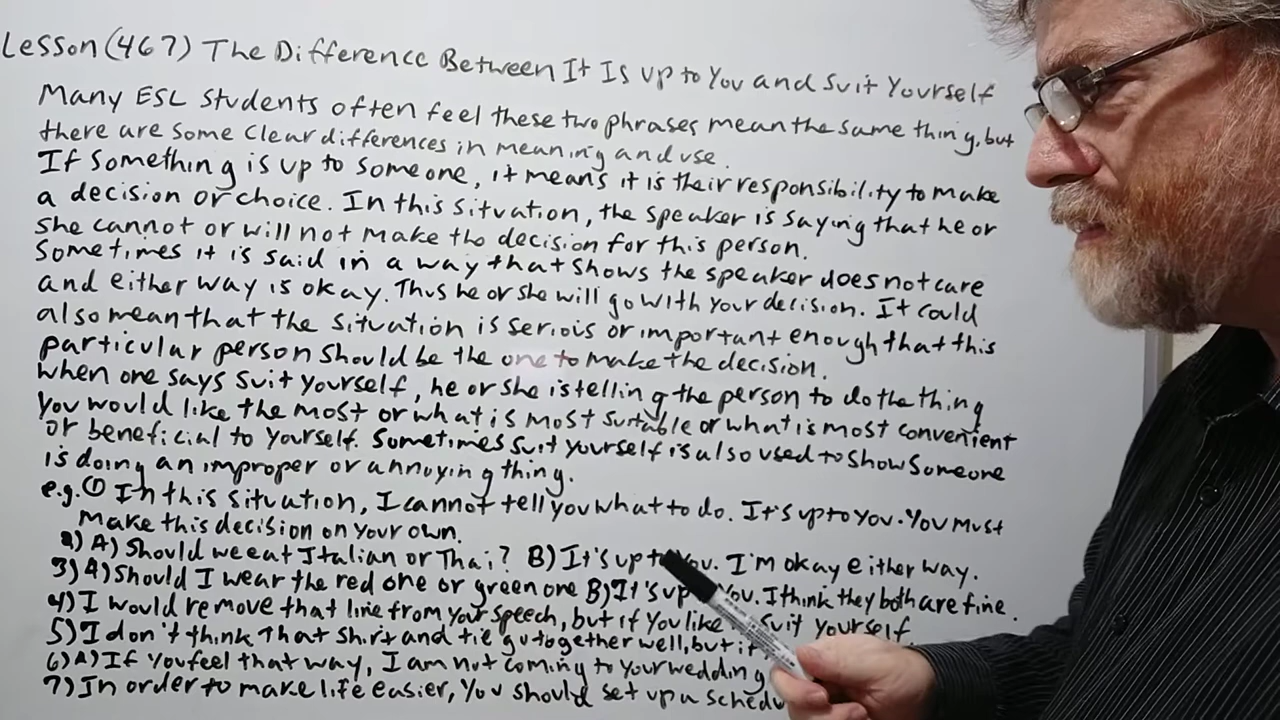 Lesson (467) The Difference Between It Is up to You and Suit Yourself
Many ESL students often feel these two phrases mean the same thing, but
there are some clear differences in meaning and use.
If something is up to someone, it means it is their responsibility to make
a decision or choice. In this situation, the speaker is saying that he or
she cannot or will not make the decision for this person.
Sometimes it is said in a way that shows the speaker does not care
and either way is okay. Thus he or she will go with your decision. It could
also mean that the situation is serious or important enough that this
particular person should be the one to make the decision.
When one says suit yourself, he or she is telling the person to do the thing
you would like the most or what is most suitable or what is most convenient
or beneficial to yourself. Sometimes suit yourself is also used to show someone
is doing an improper or annoying thing.
e.g. ① In this situation, I cannot tell you what to do. It's up to you. You must
make this decision on your own.
2) A) Should we eat Italian or Thai? B) It's up to you. I'm okay either way.
3) A) Should I wear the red one or green one B) It's up you. I think they both are fine.
4) I would remove that line from your speech, but if you like suit yourself.
5) I don't think that shirt and tie go together well, but
6) A) If you feel that way, I am not coming to your wedding
7) In order to make life easier, you should set up a